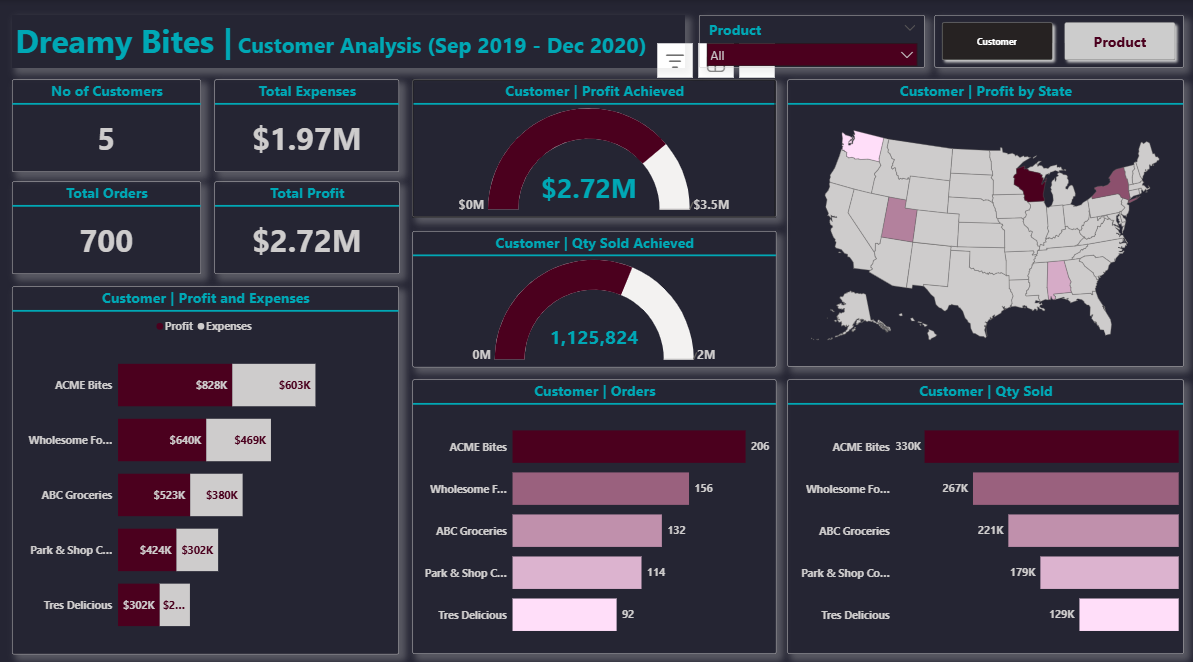 Dreamy Bites | Customer Analysis (Sep 2019 - Dec 2020)
Product
All
Customer
Product
No of Customers
5
Total Expenses
$1.97M
Total Orders
700
Total Profit
$2.72M
Customer | Profit and Expenses
Profit Expenses
ACME Bites $828K $603K
Wholesome Fo... $640K $469K
ABC Groceries $523K $380K
Park & Shop C... $424K $302K
Tres Delicious $302K $2...
Customer | Profit Achieved
$2.72M
$0M $3.5M
Customer | Qty Sold Achieved
1,125,824
0M 2M
Customer | Profit by State
Customer | Orders
ACME Bites 206
Wholesome F... 156
ABC Groceries 132
Park & Shop C... 114
Tres Delicious 92
Customer | Qty Sold
ACME Bites 330K
Wholesome Fo... 267K
ABC Groceries 221K
Park & Shop Co... 179K
Tres Delicious 129K